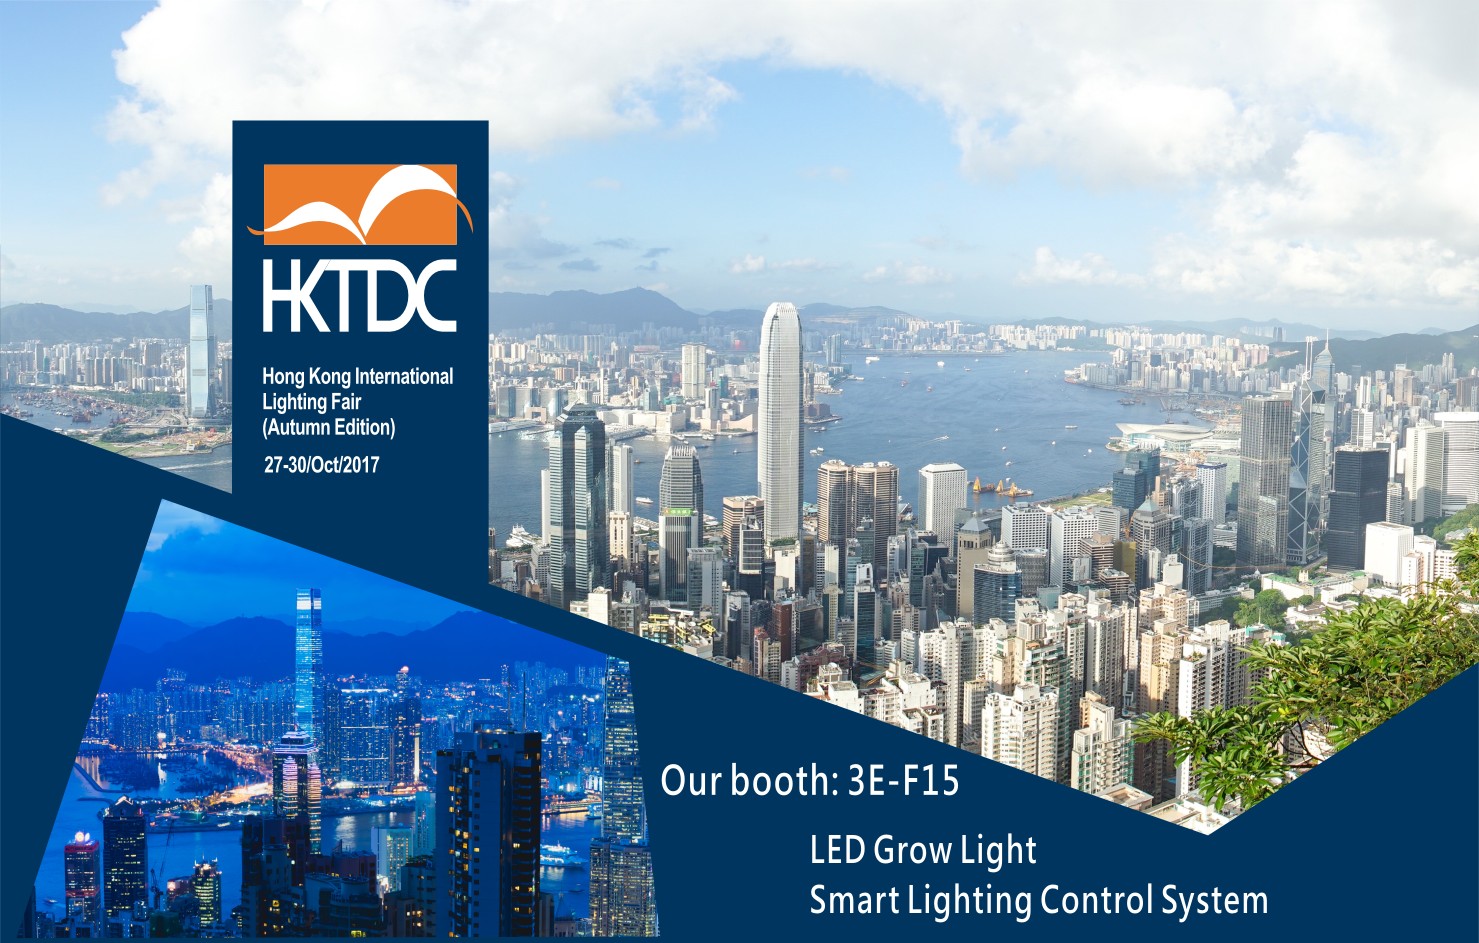 HKTDC
Hong Kong International
Lighting Fair
(Autumn Edition)
27-30/Oct/2017
Our booth: 3E-F15
LED Grow Light
Smart Lighting Control System